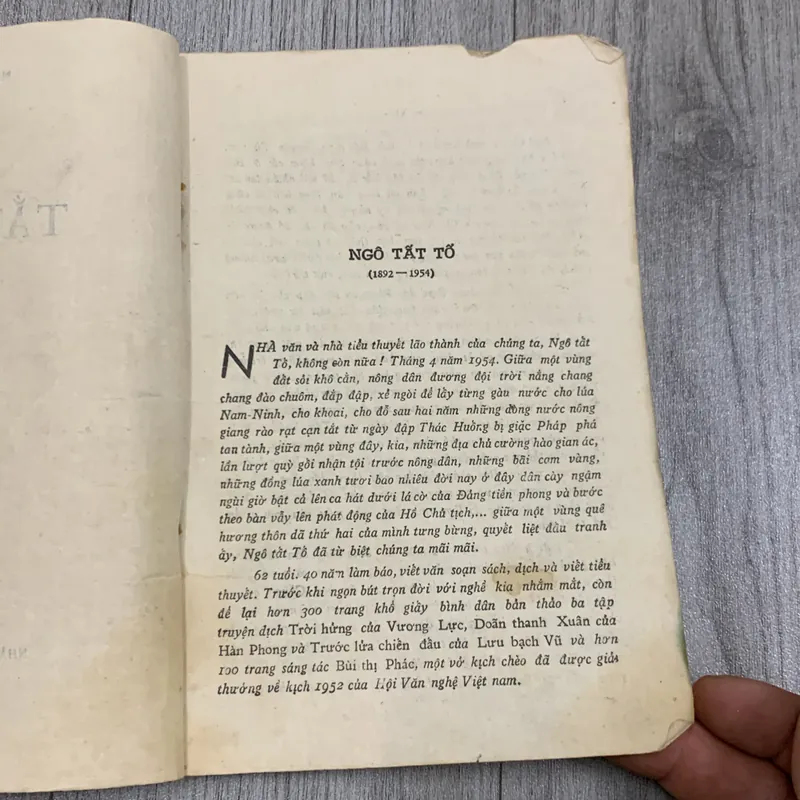 TẮ
NGÔ TẤT TỐ
(1892 — 1954)
NHÀ văn và nhà tiểu thuyết lão thành của chúng ta, Ngô tất
Tố, không còn nữa! Tháng 4 năm 1954. Giữa một vùng
đất sỏi khô cằn, nông dân đương đội trời nắng chang
chang đào chuôm, đắp đập, xẻ ngòi để lấy từng gàu nước cho lúa
Nam-Ninh, cho khoai, cho đỗ sau hai năm những dòng nước nông
giang rào rạt cạn tắt từ ngày đập Thác Huống bị giặc Pháp phá
tan tành, giữa một vùng đây, kia, những địa chủ cường hào gian ác,
lần lượt quỳ gối nhận tội trước nông dân, những bãi cơm vàng,
những đồng lúa xanh tươi bao nhiêu đời nay ở đây dân cày ngậm
ngùi giờ bật cả lên ca hát dưới lá cờ của Đảng tiền phong và bước
theo bàn vẫy lên phát động của Hồ Chủ tịch,... giữa một vùng quê
hương thôn dã thứ hai của mình tưng bừng, quyết liệt đấu tranh
ấy, Ngô tất Tố đã từ biệt chúng ta mãi mãi.
62 tuổi. 40 năm làm báo, viết văn soạn sách, dịch và viết tiểu
thuyết. Trước khi ngọn bút trọn đời với nghề kia nhắm mắt, còn
để lại hơn 300 trang khổ giấy bình dân bản thảo ba tập
truyện dịch Trời hửng của Vương Lực, Doãn thanh Xuân của
Hàn Phong và Trước lửa chiến đấu của Lưu bạch Vũ và hơn
100 trang sáng tác Bùi thị Phác, một vở kịch chèo đã được giải
thưởng về kịch 1952 của Hội Văn nghệ Việt nam.